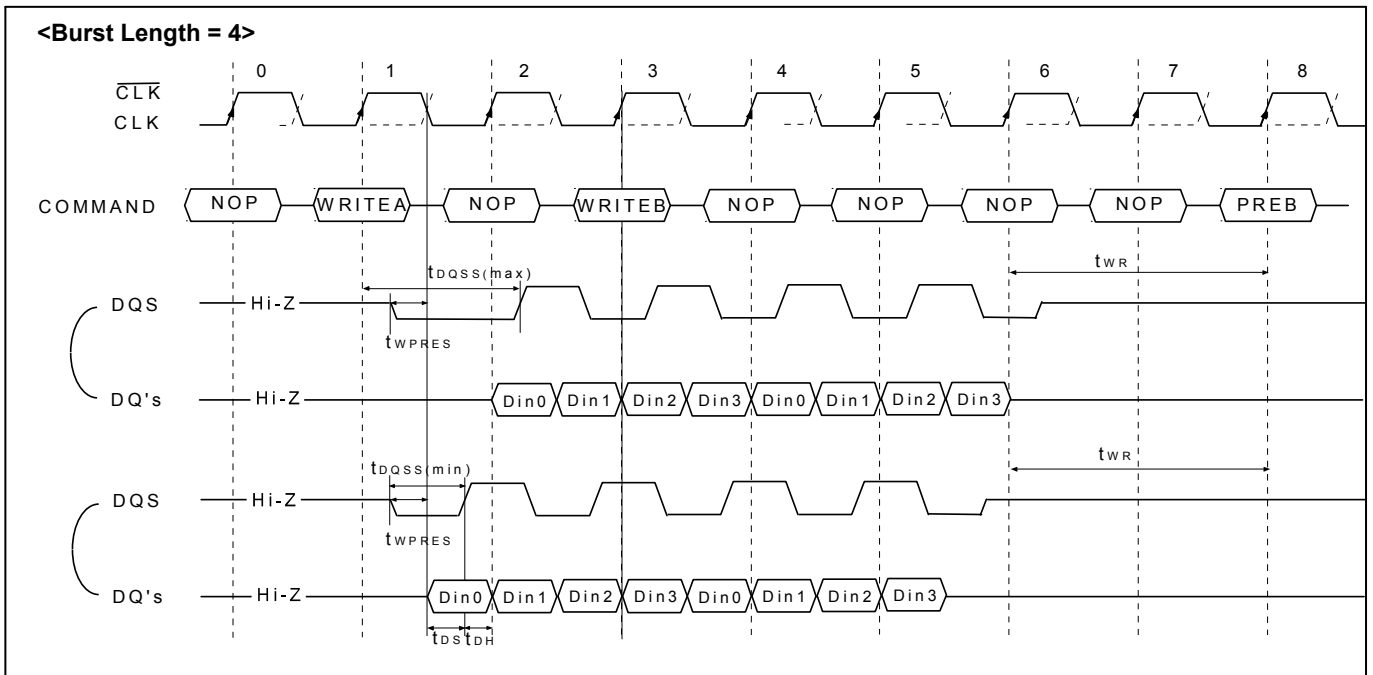 <Burst Length = 4>
0 1 2 3 4 5 6 7 8
CLK
CLK
COMMAND NOP WRITEA NOP WRITEB NOP NOP NOP NOP PREB
tDQSS(max) tWR
DQS Hi-Z
tWPRES
DQ's Hi-Z Din0 Din1 Din2 Din3 Din0 Din1 Din2 Din3
tDQSS(min) tWR
DQS Hi-Z
tWPRES
DQ's Hi-Z Din0 Din1 Din2 Din3 Din0 Din1 Din2 Din3
tDS tDH